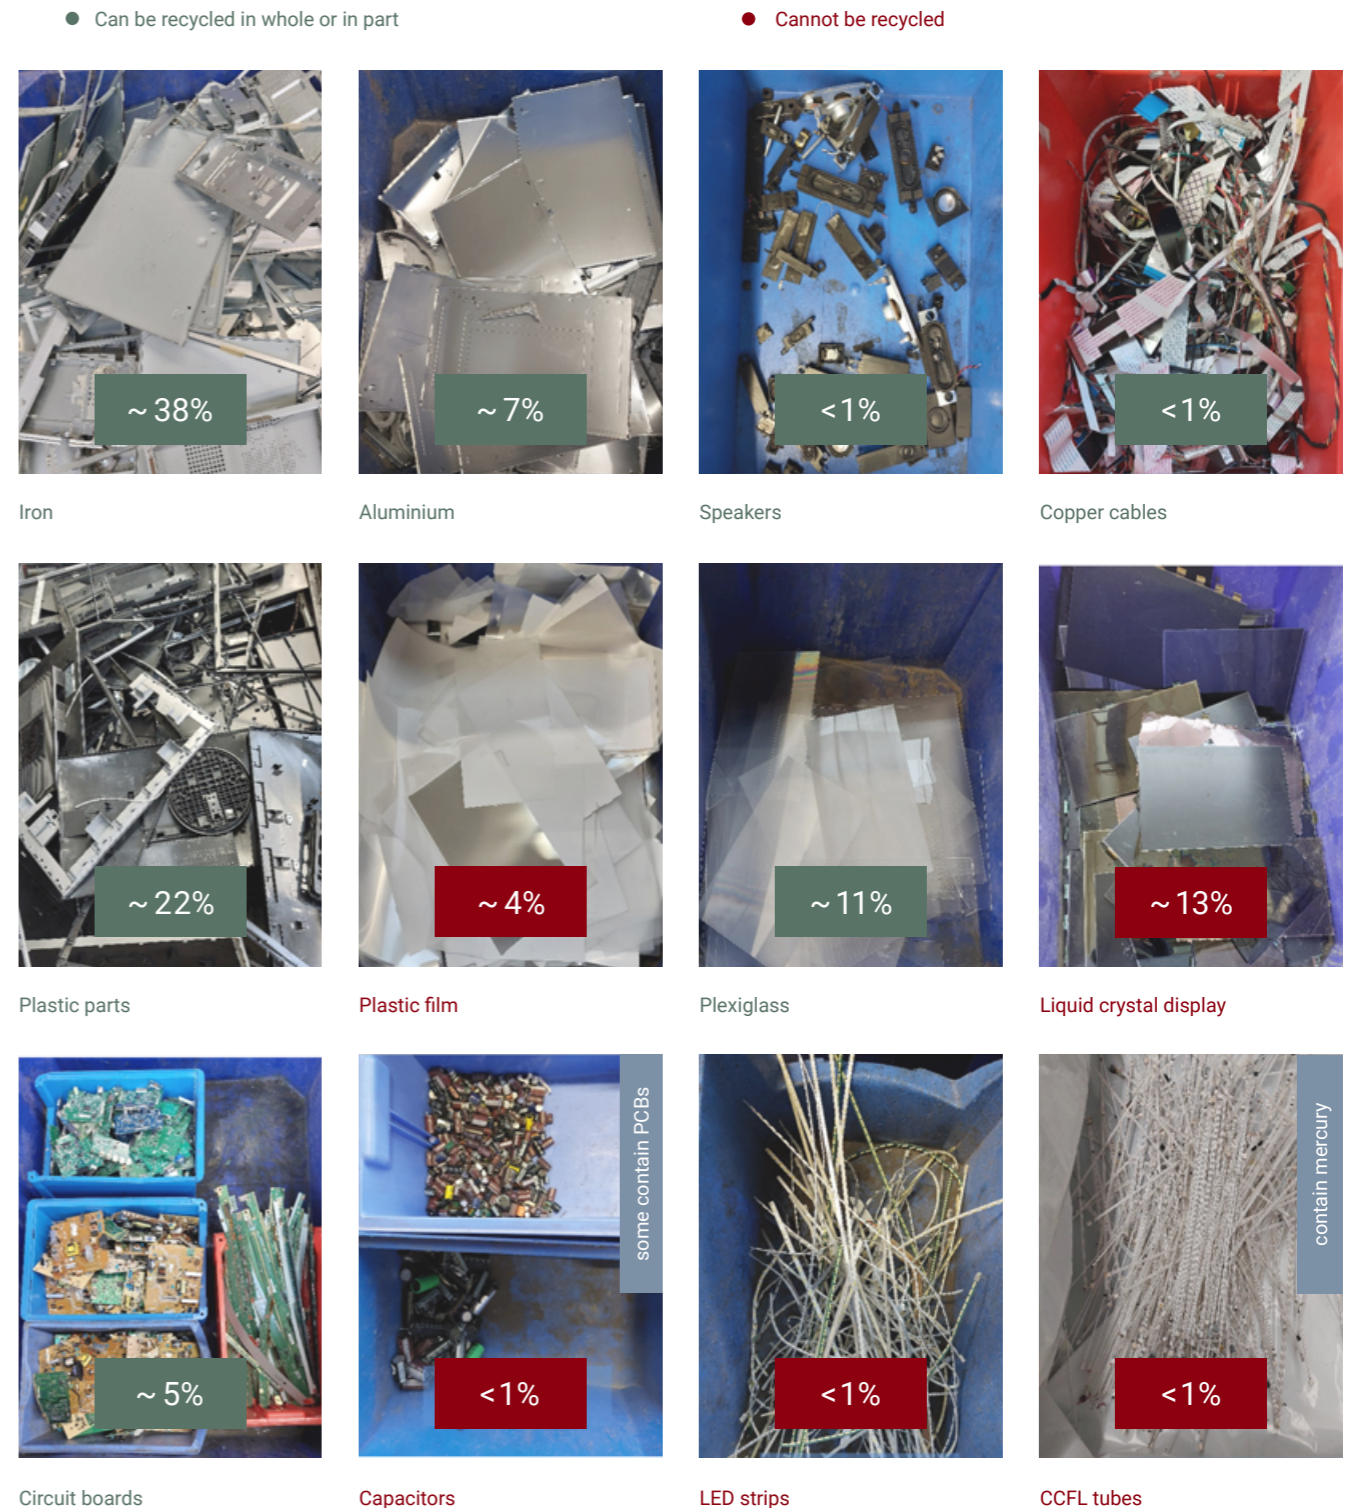 Can be recycled in whole or in part
Cannot be recycled
~ 38%
~ 7%
<1%
<1%
Iron
Aluminium
Speakers
Copper cables
~ 22%
~ 4%
~ 11%
~ 13%
Plastic parts
Plastic film
Plexiglass
Liquid crystal display
some contain PCBs
contain mercury
~ 5%
<1%
<1%
<1%
Circuit boards
Capacitors
LED strips
CCFL tubes